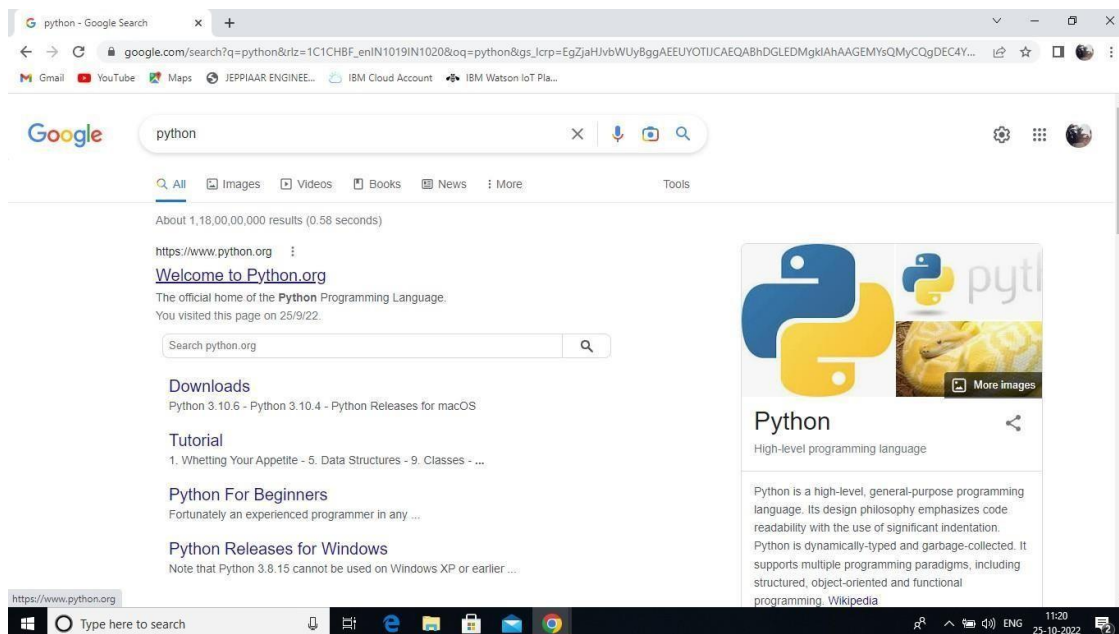 python - Google Search
google.com/search?q=python&rlz=1C1CHBF_enIN1019IN1020&oq=python&gs_lcrp=EgZjaHJvbWUyBggAEEUYOTIJCAEQABhDGLEDMgkIAhAAGEMYsQMyCQgDEC4Y...
Gmail YouTube Maps JEPPIAAR ENGINEE... IBM Cloud Account IBM Watson IoT Pla...
Google python
All Images Videos Books News More Tools
About 1,18,00,00,000 results (0.58 seconds)
https://www.python.org
Welcome to Python.org
The official home of the Python Programming Language.
You visited this page on 25/9/22.
Search python.org
Downloads
Python 3.10.6 - Python 3.10.4 - Python Releases for macOS
Tutorial
1. Whetting Your Appetite - 5. Data Structures - 9. Classes - ...
Python For Beginners
Fortunately an experienced programmer in any ...
Python Releases for Windows
Note that Python 3.8.15 cannot be used on Windows XP or earlier ...
pyt
More images
Python
High-level programming language
Python is a high-level, general-purpose programming
language. Its design philosophy emphasizes code
readability with the use of significant indentation.
Python is dynamically-typed and garbage-collected. It
supports multiple programming paradigms, including
structured, object-oriented and functional
programming. Wikipedia
https://www.python.org
Type here to search
ENG
11:20
25-10-2022
2